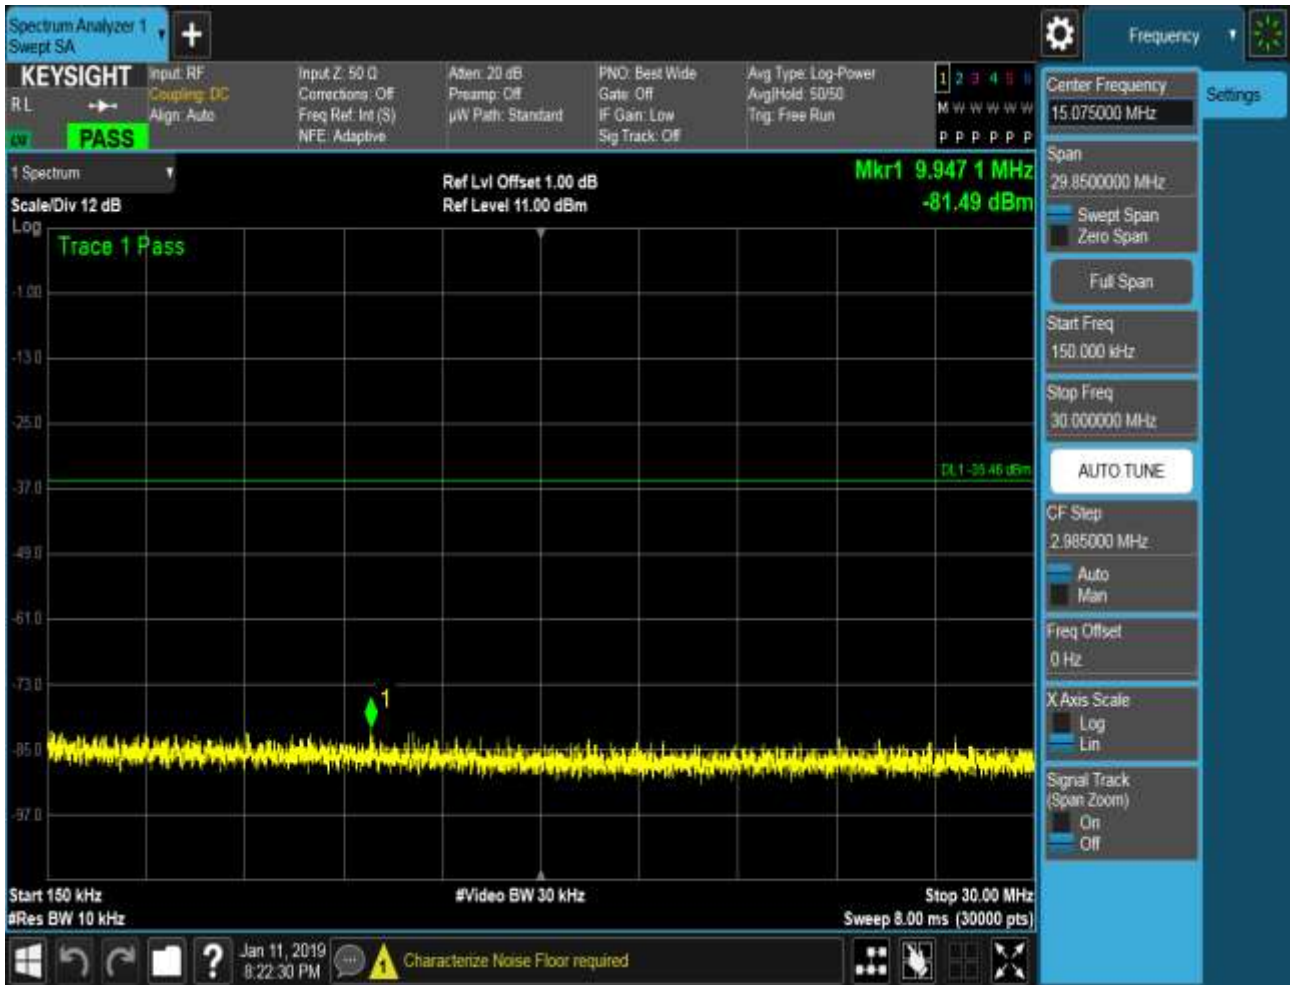 Spectrum Analyzer 1
Swept SA
+
Frequency
KEYSIGHT
Input: RF
Coupling: DC
Align: Auto
Input Z: 50 Ω
Corrections: Off
Freq Ref: Int (S)
NFE: Adaptive
Atten: 20 dB
Preamp: Off
µW Path: Standard
PNO: Best Wide
Gate: Off
IF Gain: Low
Sig Track: Off
Avg Type: Log-Power
Avg|Hold: 50/50
Trig: Free Run
1 2 3 4 5 6
M W W W W W
P P P P P P
R L
PASS
1 Spectrum
Scale/Div 12 dB
Log
Ref Lvl Offset 1.00 dB
Ref Level 11.00 dBm
Mkr1 9.947 1 MHz
-81.49 dBm
Trace 1 Pass
-1.00
-13.0
-25.0
DL1 -36.46 dBm
-37.0
-49.0
-61.0
-73.0
1
-85.0
-97.0
Start 150 kHz
#Res BW 10 kHz
#Video BW 30 kHz
Stop 30.00 MHz
Sweep 8.00 ms (30000 pts)
Center Frequency
15.075000 MHz
Settings
Span
29.8500000 MHz
Swept Span
Zero Span
Full Span
Start Freq
150.000 kHz
Stop Freq
30.000000 MHz
AUTO TUNE
CF Step
2.985000 MHz
Auto
Man
Freq Offset
0 Hz
X Axis Scale
Log
Lin
Signal Track
(Span Zoom)
On
Off
?
Jan 11, 2019
8:22:30 PM
1
Characterize Noise Floor required